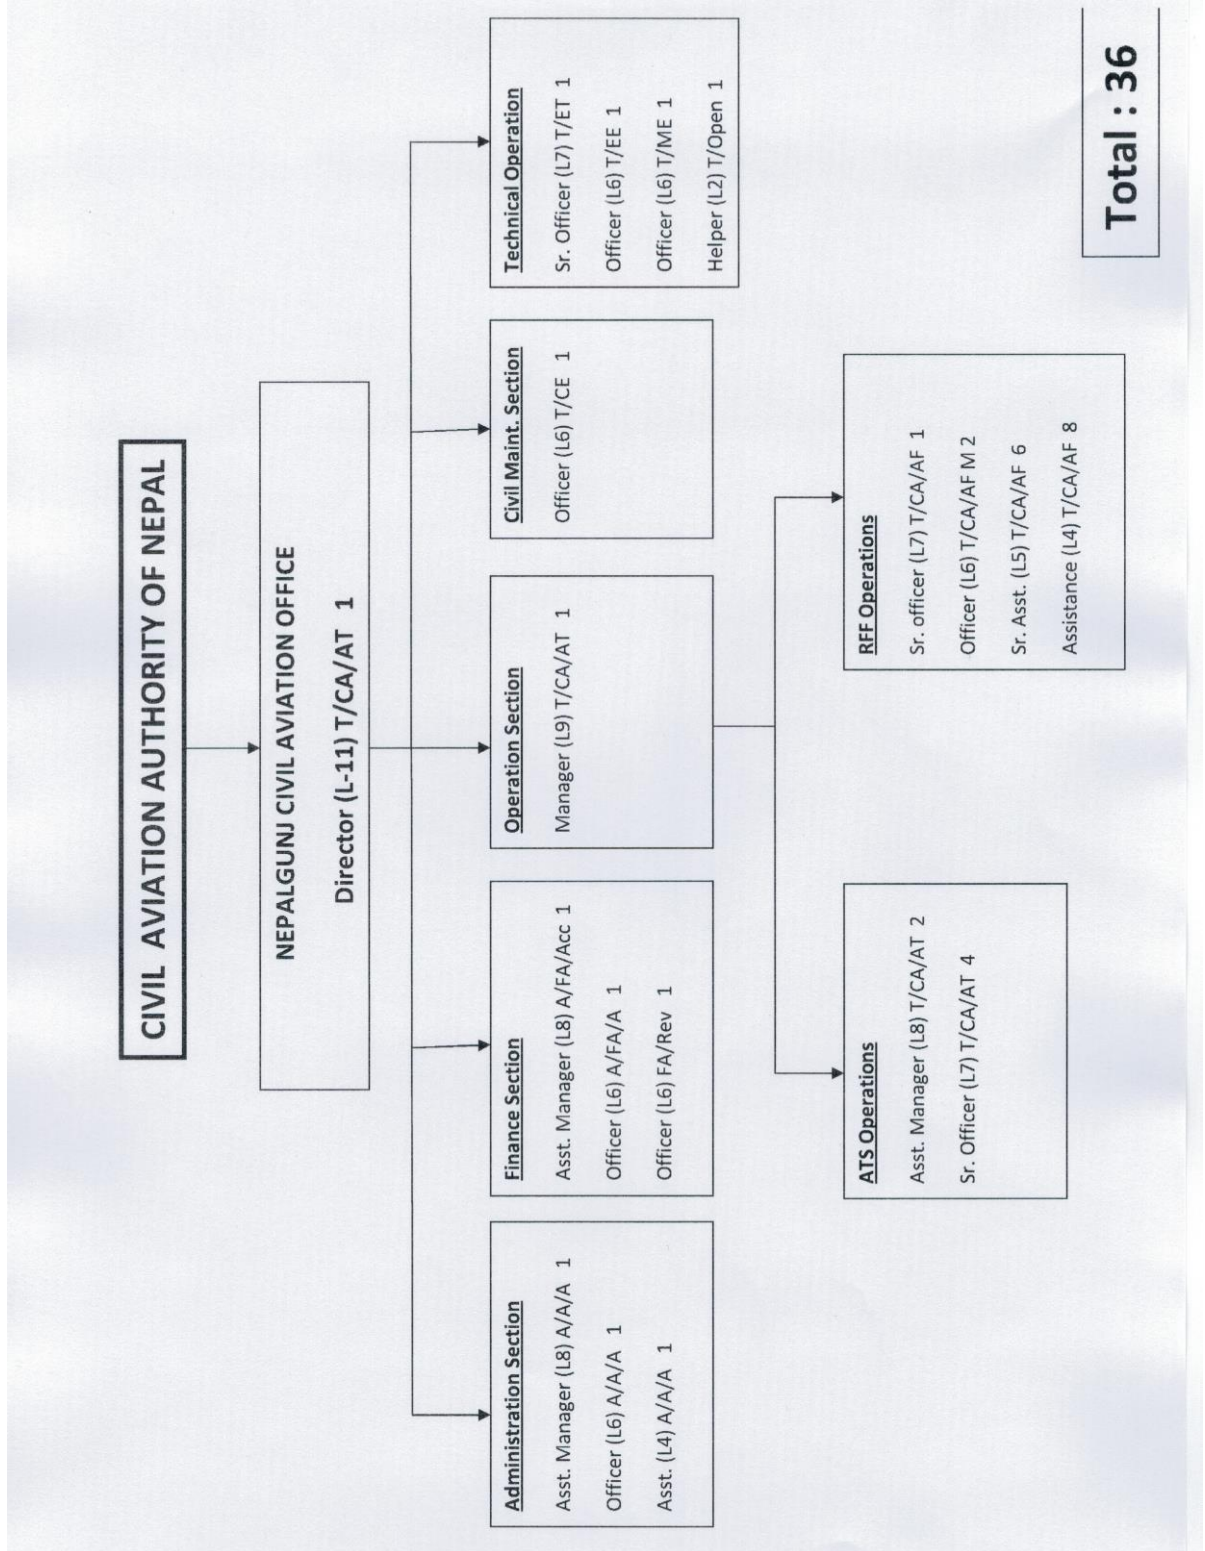 CIVIL AVIATION AUTHORITY OF NEPAL
NEPALGUNJ CIVIL AVIATION OFFICE
Director (L-11) T/CA/AT 1
Administration Section
Asst. Manager (L8) A/A/A 1
Officer (L6) A/A/A 1
Asst. (L4) A/A/A 1
Finance Section
Asst. Manager (L8) A/FA/Acc 1
Officer (L6) A/FA/A 1
Officer (L6) FA/Rev 1
Operation Section
Manager (L9) T/CA/AT 1
Civil Maint. Section
Officer (L6) T/CE 1
Technical Operation
Sr. Officer (L7) T/ET 1
Officer (L6) T/EE 1
Officer (L6) T/ME 1
Helper (L2) T/Open 1
ATS Operations
Asst. Manager (L8) T/CA/AT 2
Sr. Officer (L7) T/CA/AT 4
RFF Operations
Sr. officer (L7) T/CA/AF 1
Officer (L6) T/CA/AF M 2
Sr. Asst. (L5) T/CA/AF 6
Assistance (L4) T/CA/AF 8
Total : 36